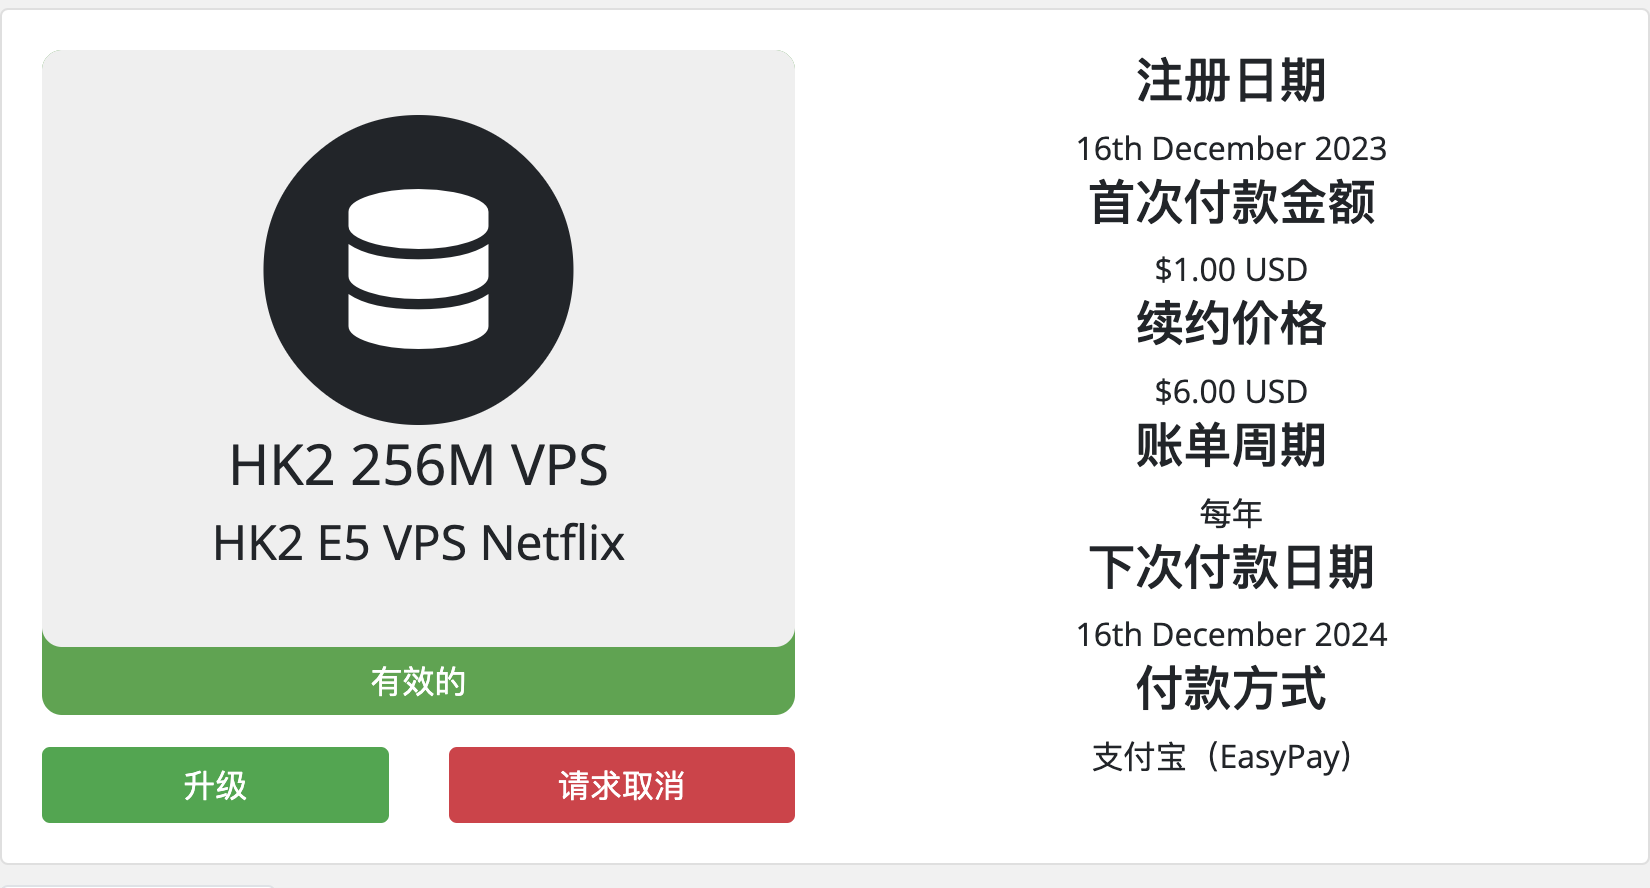 HK2 256M VPS
HK2 E5 VPS Netflix
有效的
升级
请求取消
注册日期
16th December 2023
首次付款金额
$1.00 USD
续约价格
$6.00 USD
账单周期
每年
下次付款日期
16th December 2024
付款方式
支付宝（EasyPay）